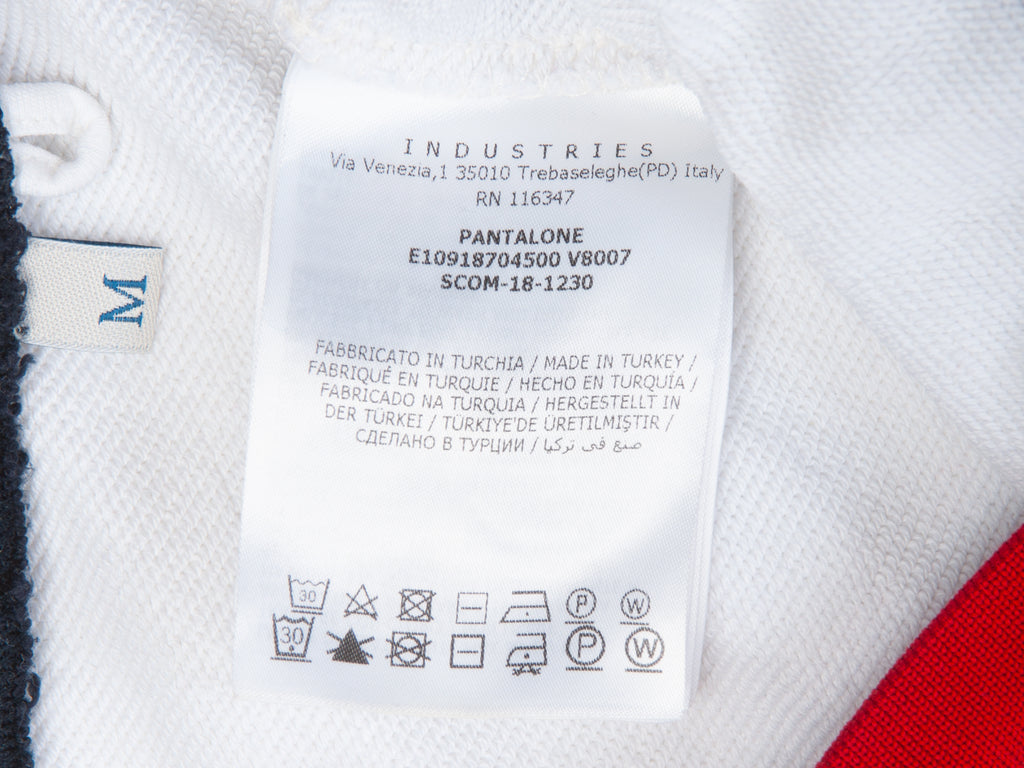 INDUSTRIES
Via Venezia,1 35010 Trebaseleghe(PD) Italy
RN 116347
PANTALONE
E10918704500 V8007
SCOM-18-1230
M
FABBRICATO IN TURCHIA / MADE IN TURKEY /
FABRIQUÉ EN TURQUIE / HECHO EN TURQUÍA /
FABRICADO NA TURQUIA / HERGESTELLT IN
DER TÜRKEI / TÜRKIYE'DE ÜRETILMIŞTIR /
СДЕЛАНО В ТУРЦИИ / صنع في تركيا
30 P W
30 P W